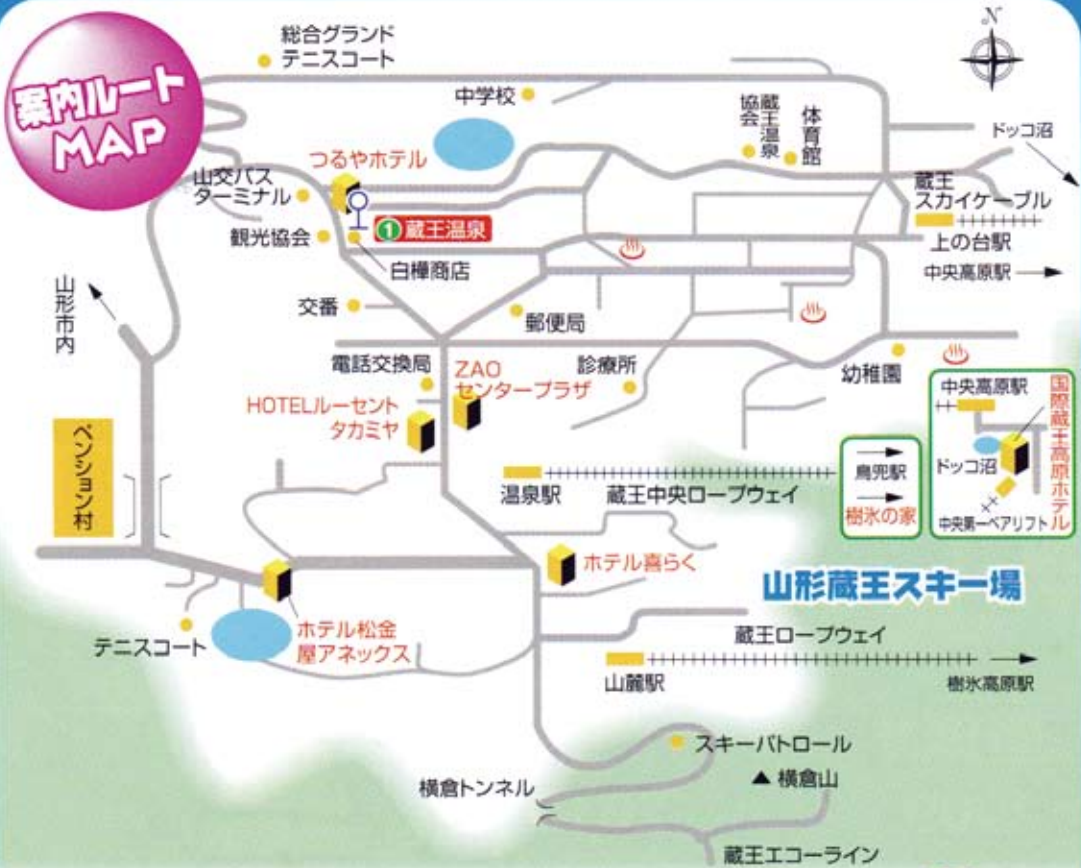 案内ルート
MAP
総合グランド
テニスコート
中学校
蔵王温泉
協会
体育館
N
ドッコ沼
つるやホテル
山交バス
ターミナル
蔵王
スカイケーブル
① 蔵王温泉
観光協会
上の台駅
白樺商店
中央高原駅
山形市内
交番
郵便局
電話交換局
ZAO
センタープラザ
診療所
幼稚園
HOTELルーセント
タカミヤ
中央高原駅
国際蔵王高原ホテル
ドッコ沼
中央第一ペアリフト
ペンション村
温泉駅
蔵王中央ロープウェイ
鳥兜駅
樹氷の家
ホテル喜らく
山形蔵王スキー場
テニスコート
ホテル松金
屋アネックス
蔵王ロープウェイ
山麓駅
樹氷高原駅
スキーパトロール
横倉トンネル
▲ 横倉山
蔵王エコーライン